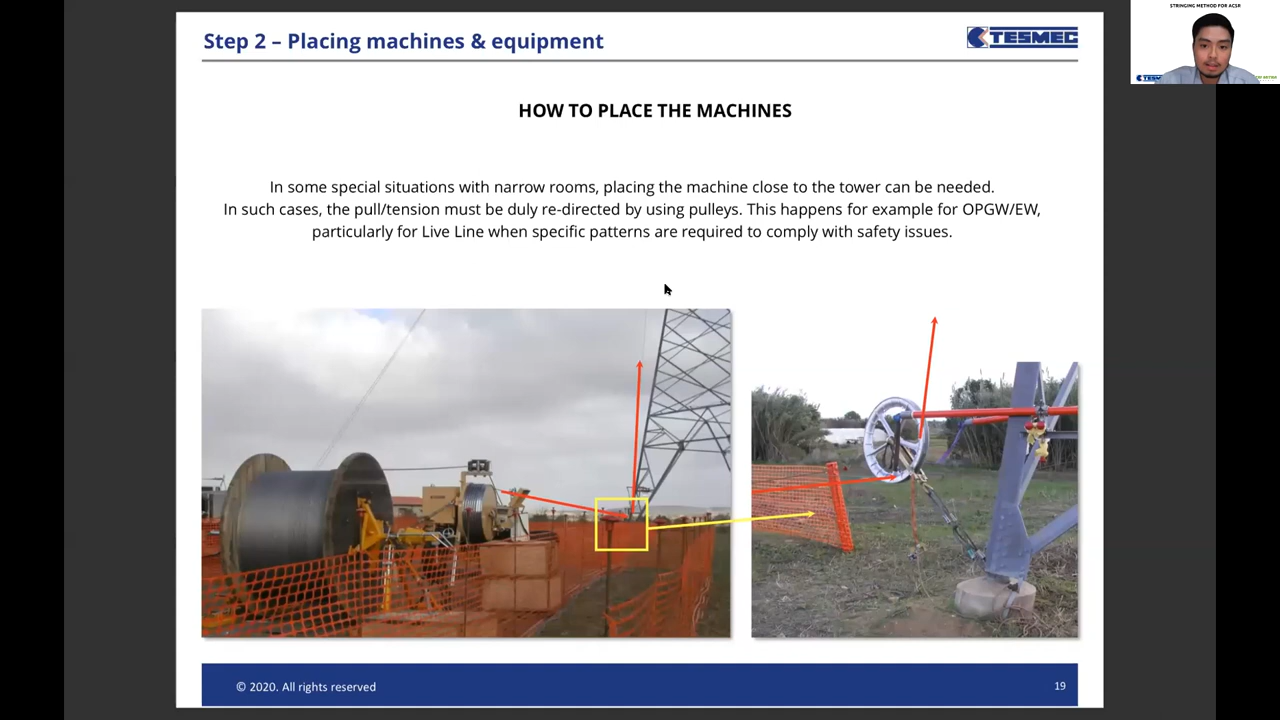 STRINGING METHOD FOR ACSR
Step 2 – Placing machines & equipment
TESMEC
HOW TO PLACE THE MACHINES
In some special situations with narrow rooms, placing the machine close to the tower can be needed.
In such cases, the pull/tension must be duly re-directed by using pulleys. This happens for example for OPGW/EW,
particularly for Live Line when specific patterns are required to comply with safety issues.
© 2020. All rights reserved
19